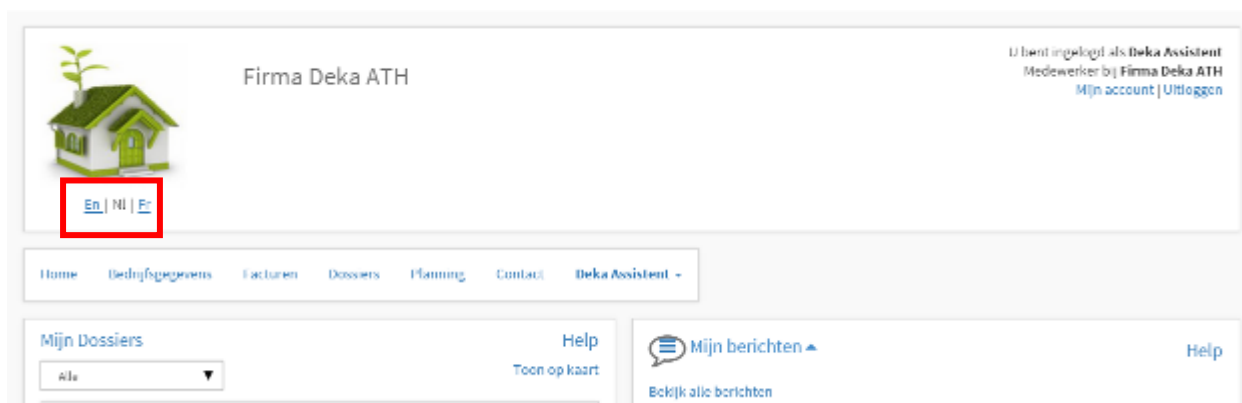 Firma Deka ATH
U bent ingelogd als Deka Assistent
Medewerker bij Firma Deka ATH
Mijn account | Uitloggen
En | Nl | Fr
Home Bedrijfsgegevens Facturen Dossiers Planning Contact Deka Assistent
Mijn Dossiers Help
Alle Toon op kaart
Mijn berichten Help
Bekijk alle berichten